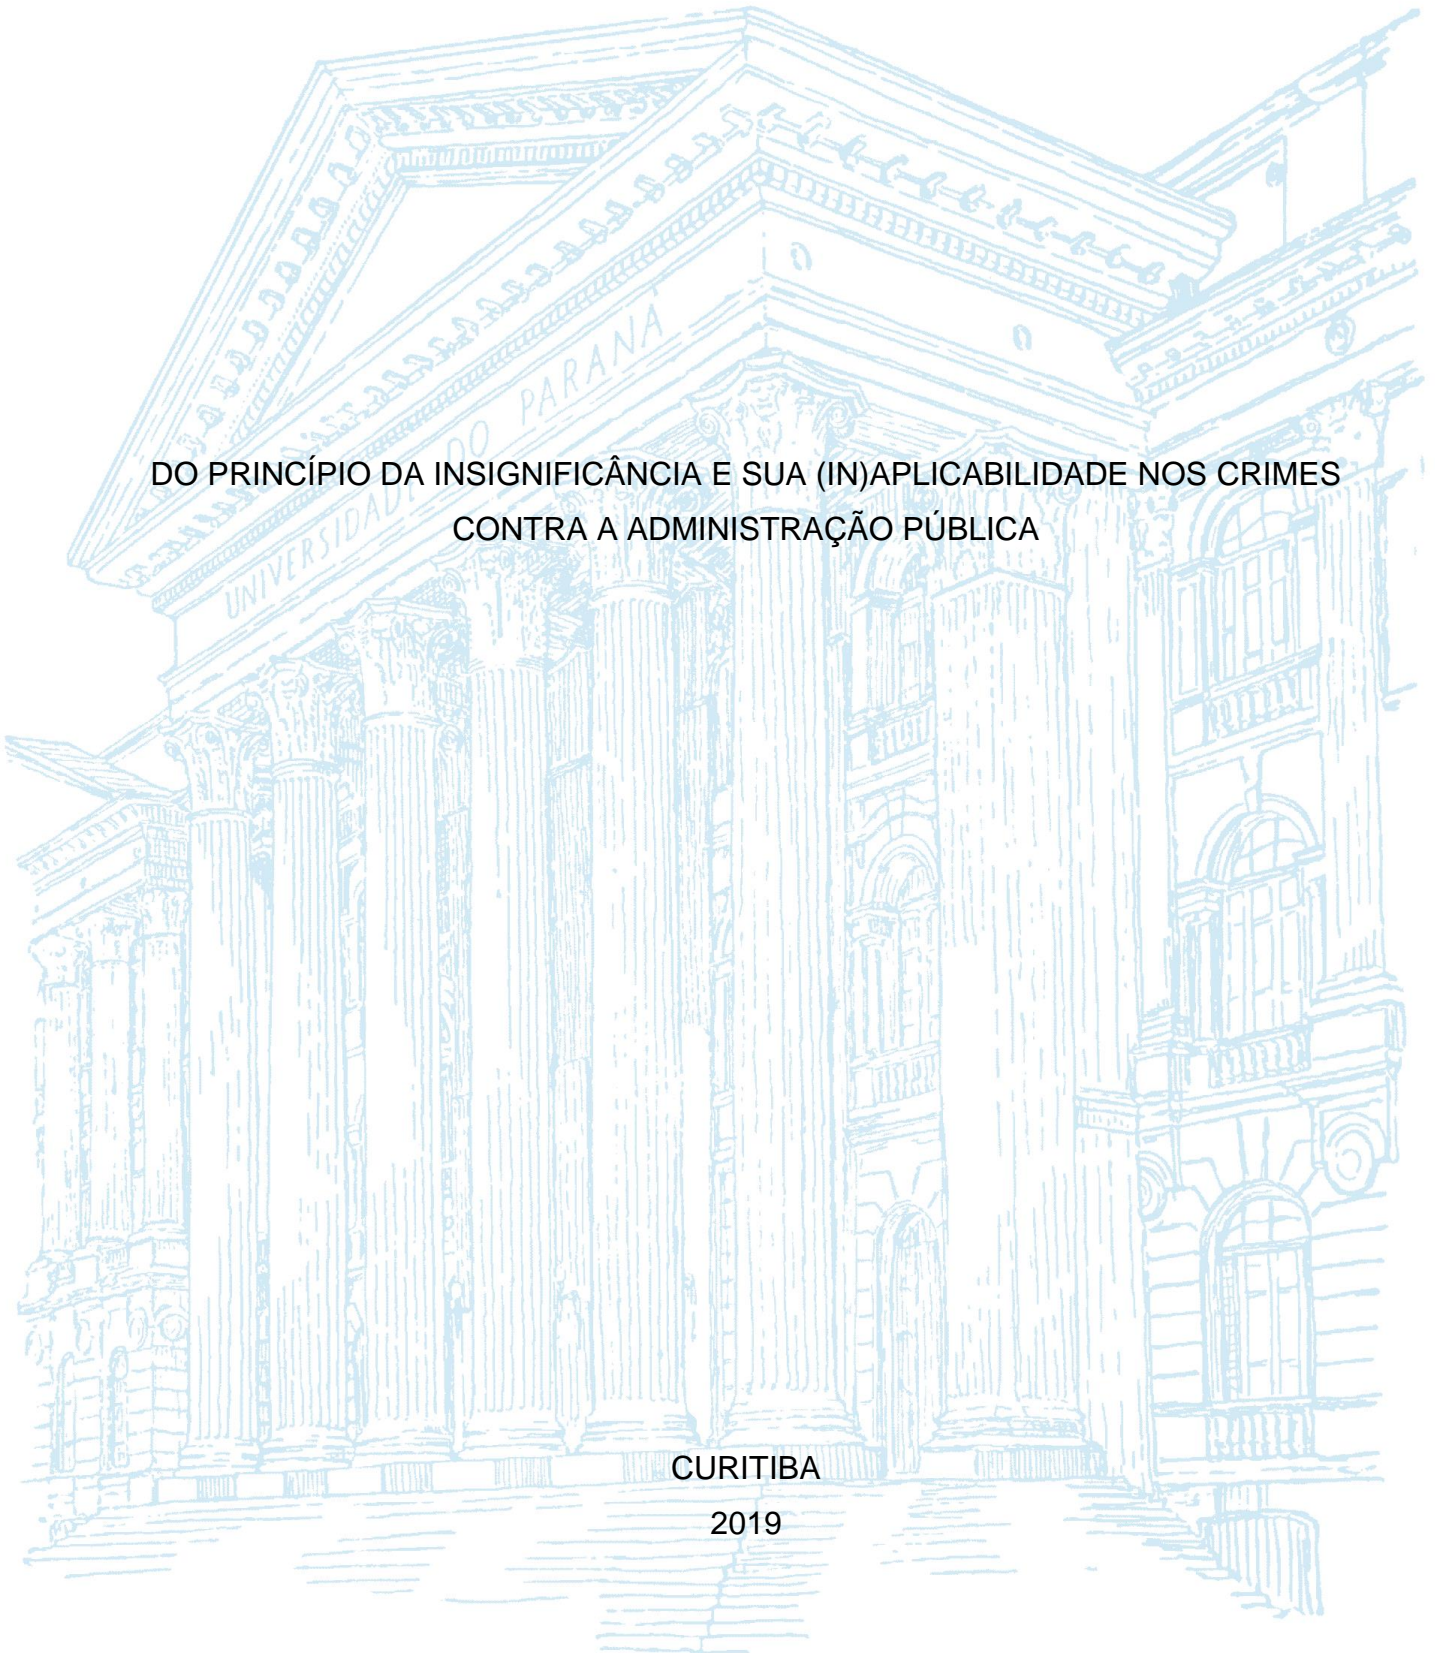 UNIVERSIDADE DO PARANÁ
DO PRINCÍPIO DA INSIGNIFICÂNCIA E SUA (IN)APLICABILIDADE NOS CRIMES
CONTRA A ADMINISTRAÇÃO PÚBLICA
CURITIBA
2019